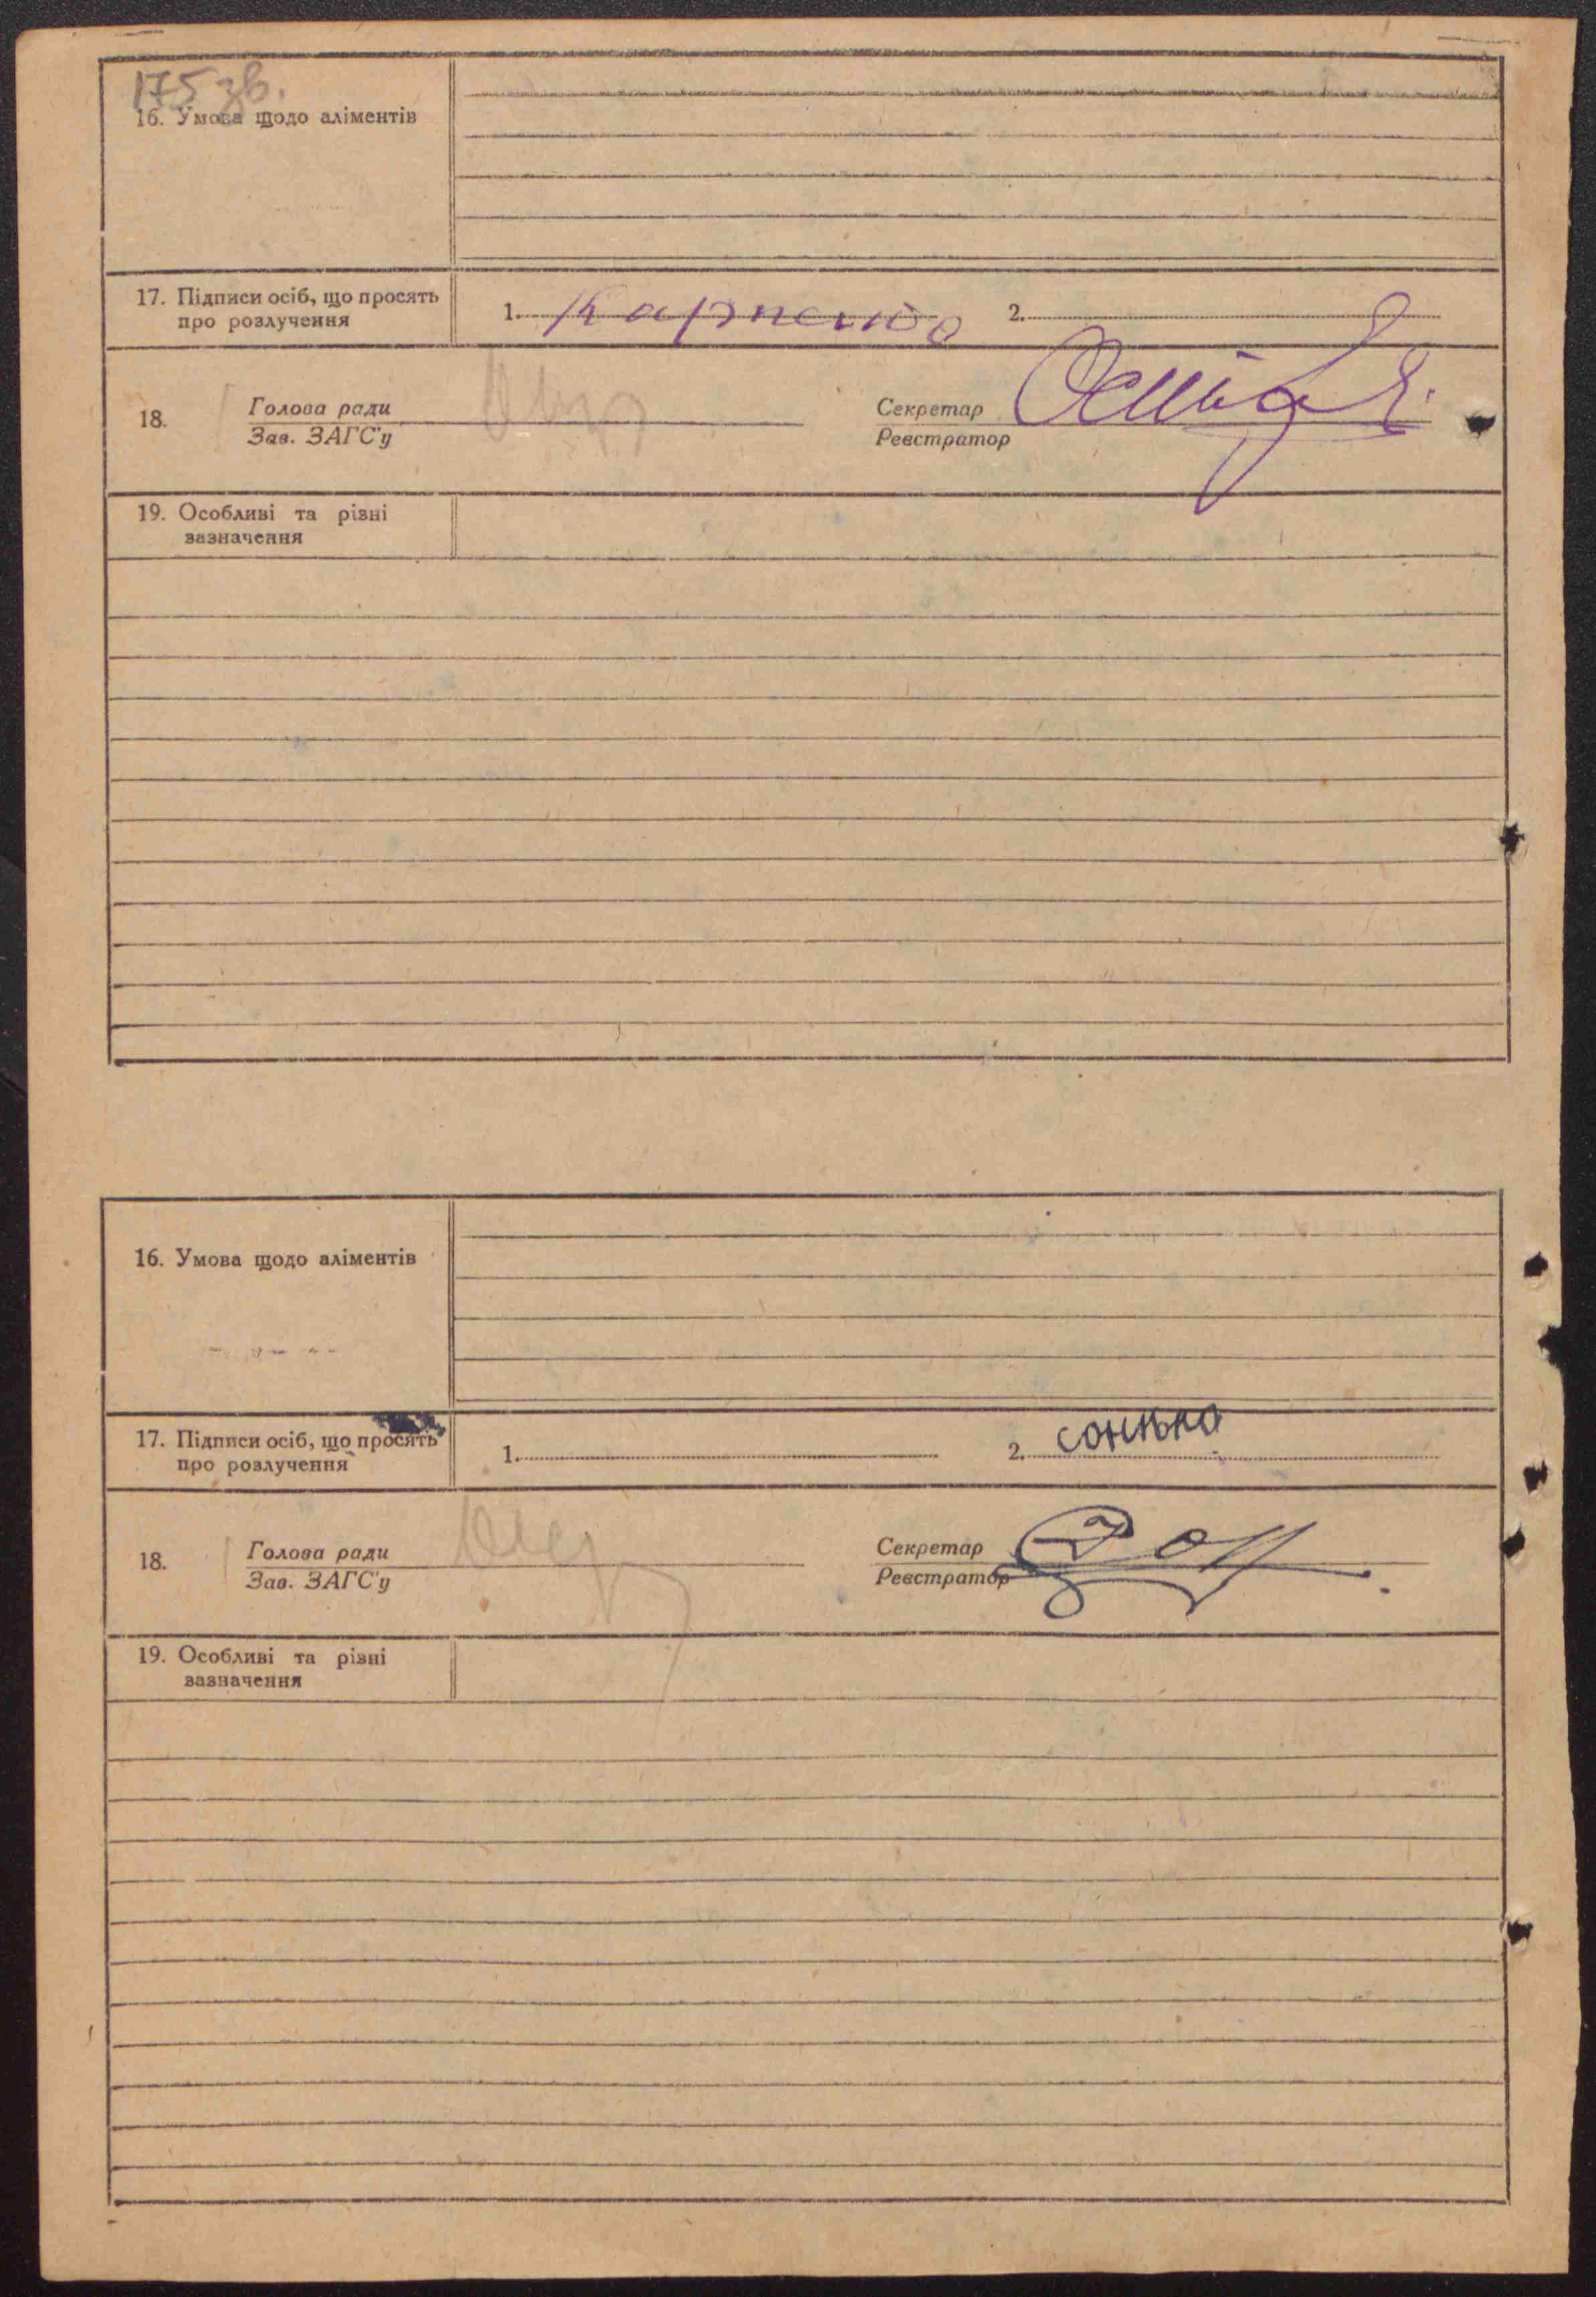 175 зв.
16. Умова щодо аліментів
17. Підписи осіб, що просять
про розлучення
1. Карпенко 2.
18.
Голова ради
Зав. ЗАГС'у
Секретар
Реєстратор
19. Особливі та різні
зазначення
16. Умова щодо аліментів
17. Підписи осіб, що просять
про розлучення
1. 2. сонько
18.
Голова ради
Зав. ЗАГС'у
Секретар
Реєстратор
19. Особливі та різні
зазначення